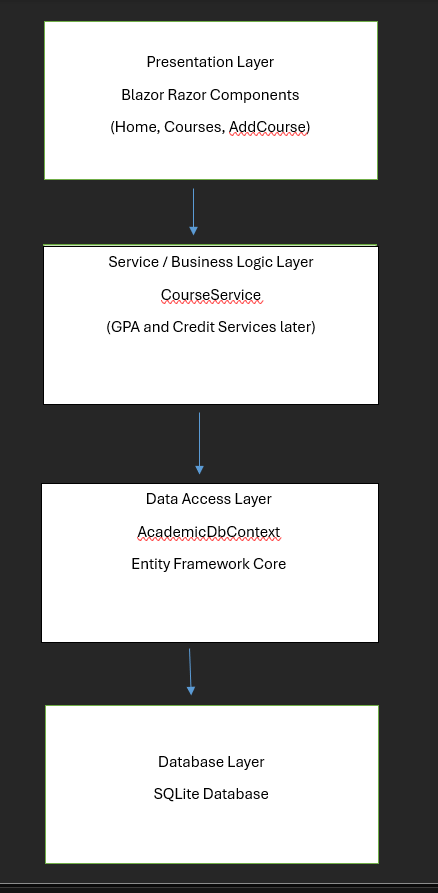 Presentation Layer
Blazor Razor Components
(Home, Courses, AddCourse)
Service / Business Logic Layer
CourseService
(GPA and Credit Services later)
Data Access Layer
AcademicDbContext
Entity Framework Core
Database Layer
SQLite Database